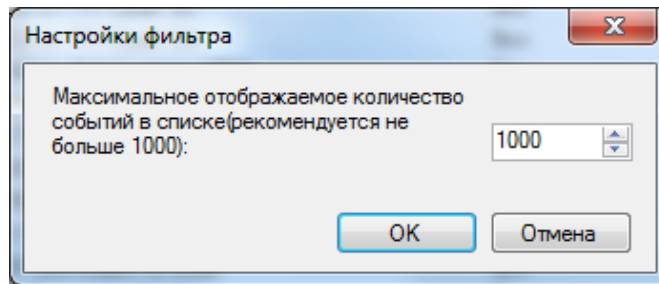 Настройки фильтра
Максимальное отображаемое количество
событий в списке(рекомендуется не
больше 1000):
1000
OK
Отмена